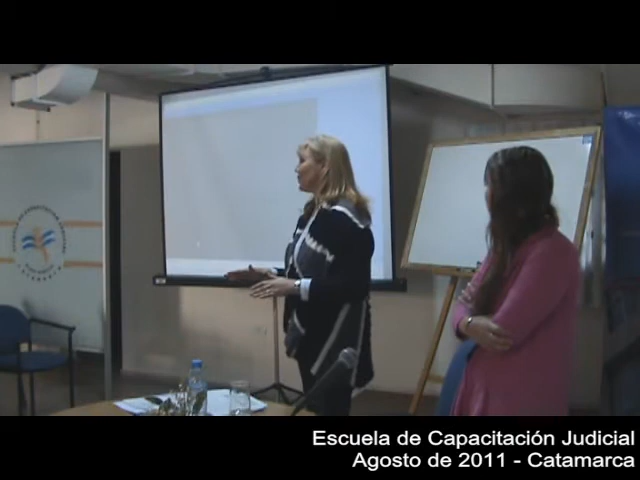 Escuela de Capacitación Judicial
Agosto de 2011 - Catamarca